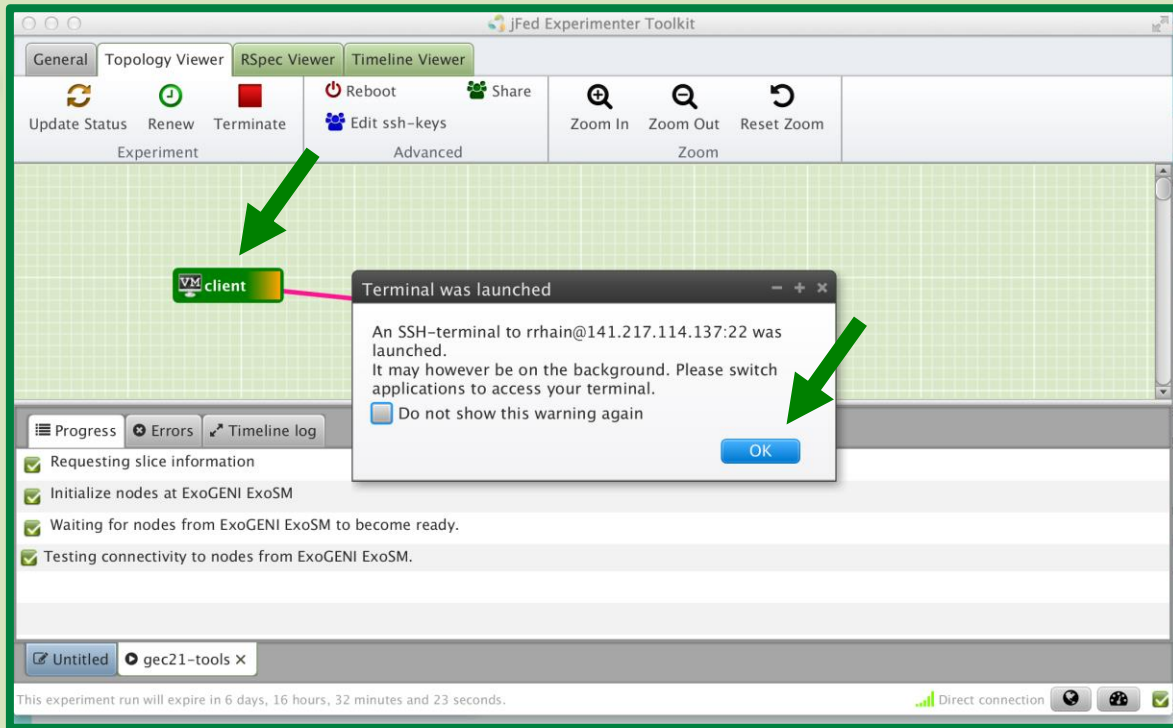 jFed Experimenter Toolkit
General Topology Viewer RSpec Viewer Timeline Viewer
Update Status Renew Terminate
Experiment
Reboot Share
Edit ssh-keys
Advanced
Zoom In Zoom Out Reset Zoom
Zoom
VM client
Terminal was launched
An SSH-terminal to rrhain@141.217.114.137:22 was
launched.
It may however be on the background. Please switch
applications to access your terminal.
Do not show this warning again
OK
Progress Errors Timeline log
Requesting slice information
Initialize nodes at ExoGENI ExoSM
Waiting for nodes from ExoGENI ExoSM to become ready.
Testing connectivity to nodes from ExoGENI ExoSM.
Untitled gec21-tools
This experiment run will expire in 6 days, 16 hours, 32 minutes and 23 seconds.
Direct connection